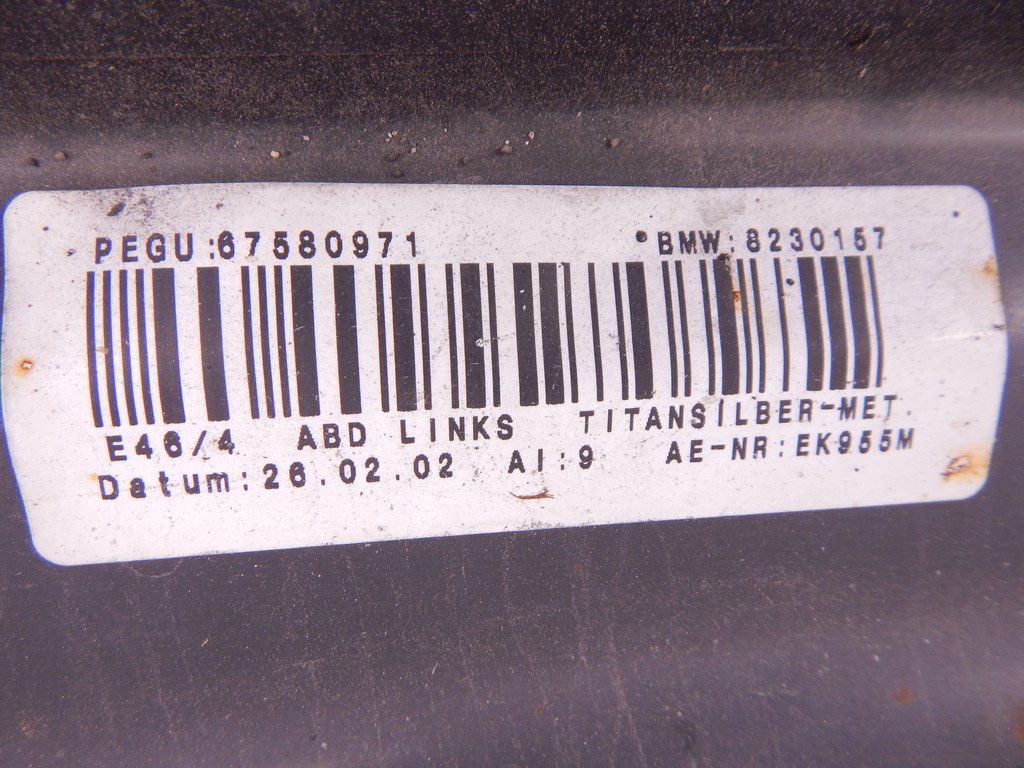 PEGU:67580971 BMW:8230157
E46/4 ABD LINKS TITANSILBER-MET.
Datum:26.02.02 AI:9 AE-NR:EK955M